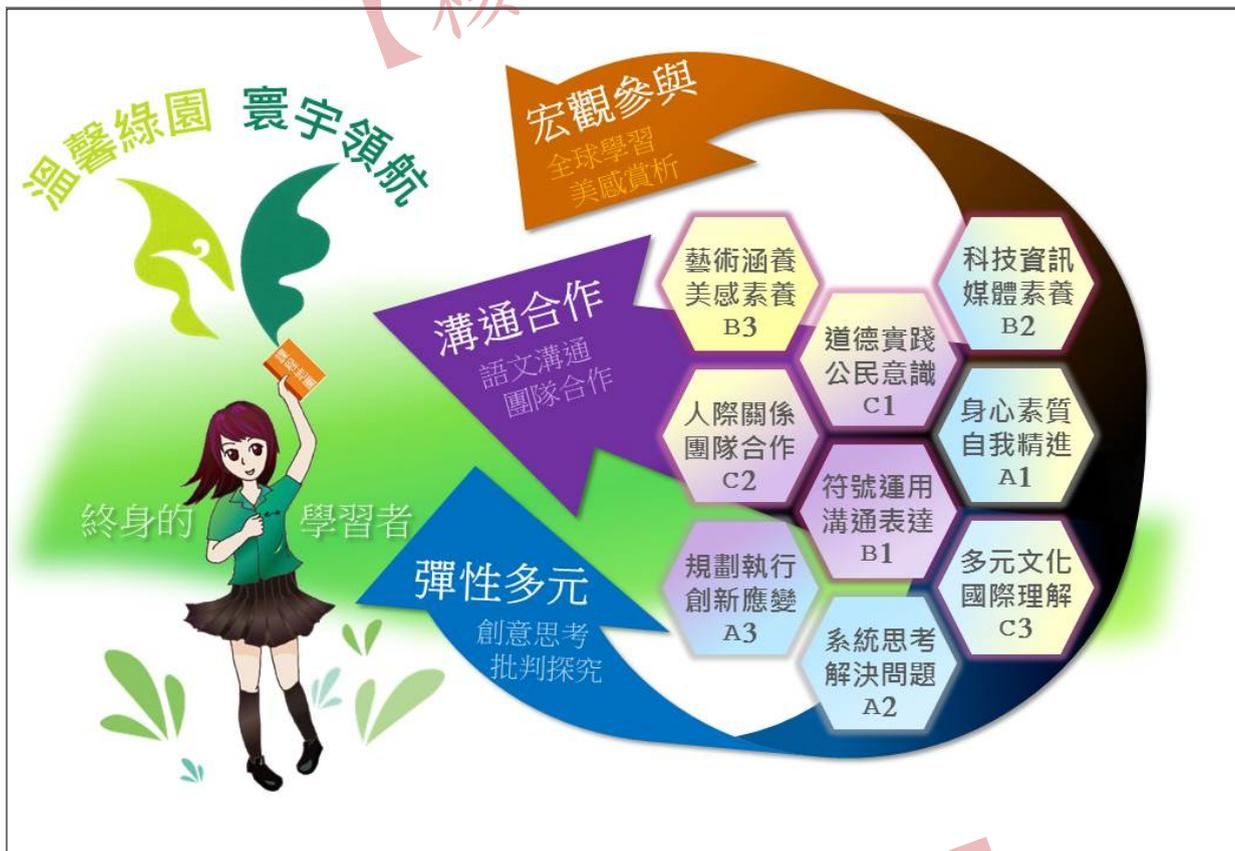 溫馨綠園 寰宇領航
課程地圖
終身的 學習者
宏觀參與
全球學習
美感賞析
溝通合作
語文溝通
團隊合作
彈性多元
創意思考
批判探究
藝術涵養
美感素養
B3
科技資訊
媒體素養
B2
道德實踐
公民意識
C1
人際關係
團隊合作
C2
身心素質
自我精進
A1
符號運用
溝通表達
B1
規劃執行
創新應變
A3
多元文化
國際理解
C3
系統思考
解決問題
A2